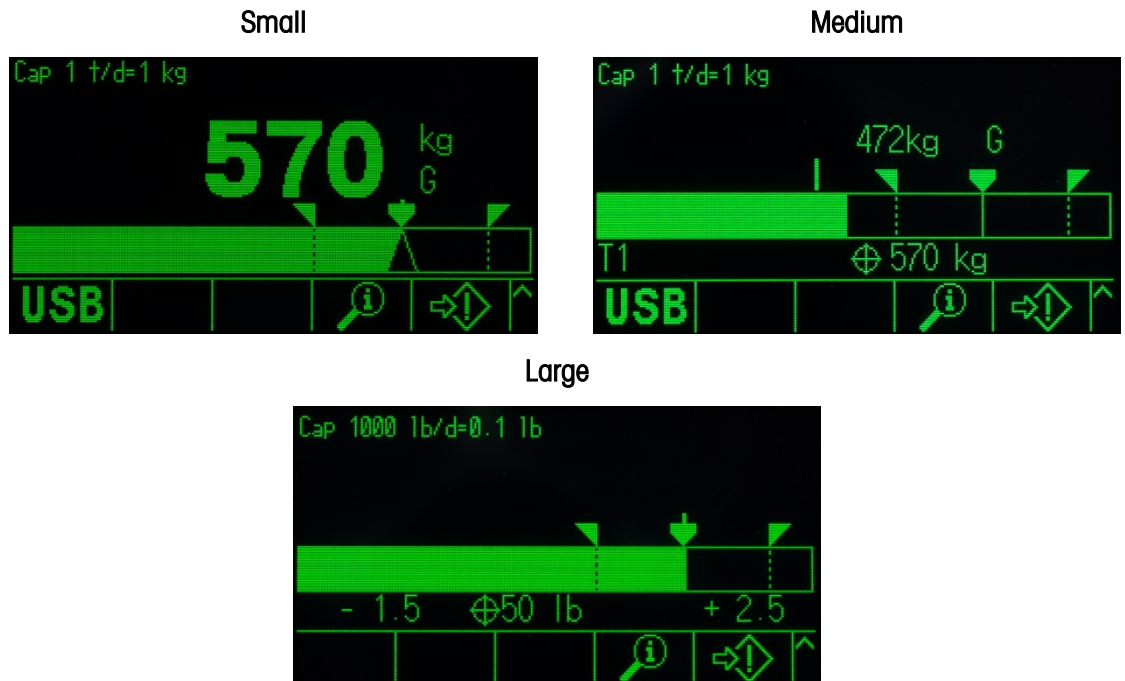 Small
Cap 1 t/d=1 kg
570 kg
G
USB
Medium
Cap 1 t/d=1 kg
472kg G
T1 570 kg
USB
Large
Cap 1000 lb/d=0.1 lb
- 1.5 50 lb + 2.5